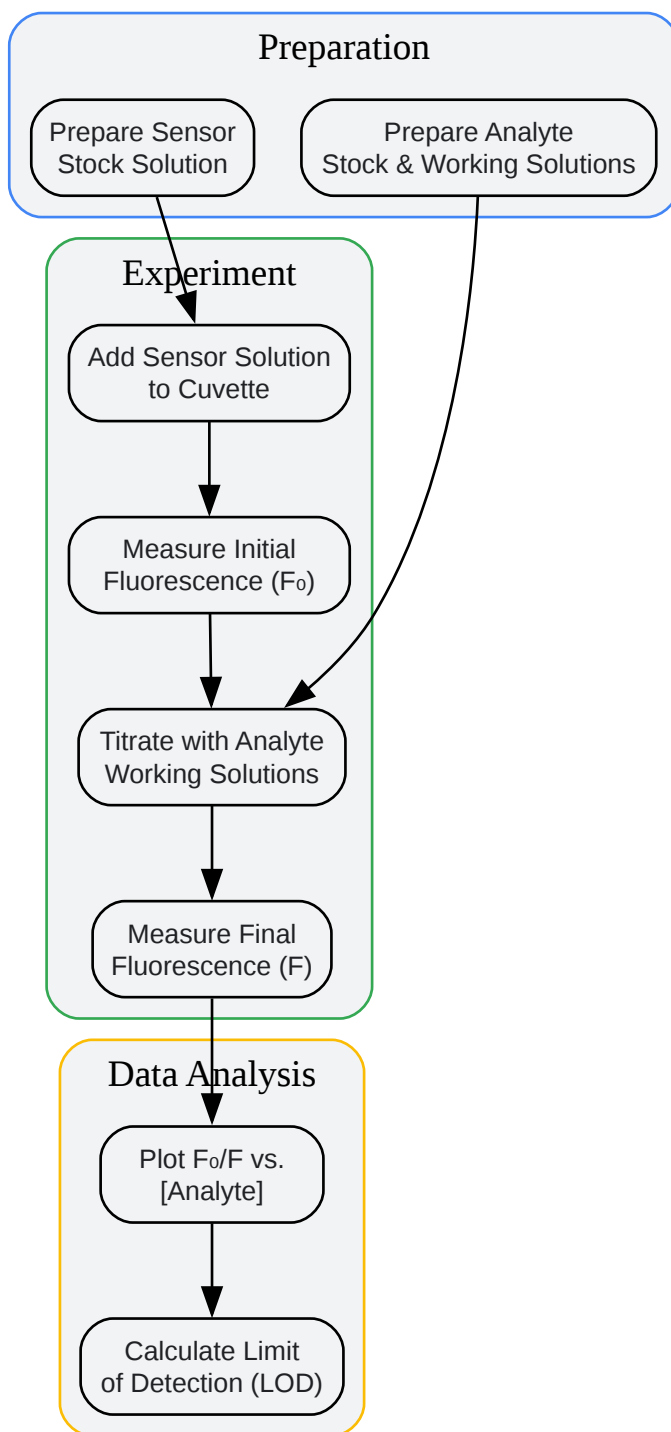 Preparation
Prepare Sensor
Stock Solution
Prepare Analyte
Stock & Working Solutions
Experiment
Add Sensor Solution
to Cuvette
Measure Initial
Fluorescence (F₀)
Titrate with Analyte
Working Solutions
Measure Final
Fluorescence (F)
Data Analysis
Plot F₀/F vs.
[Analyte]
Calculate Limit
of Detection (LOD)